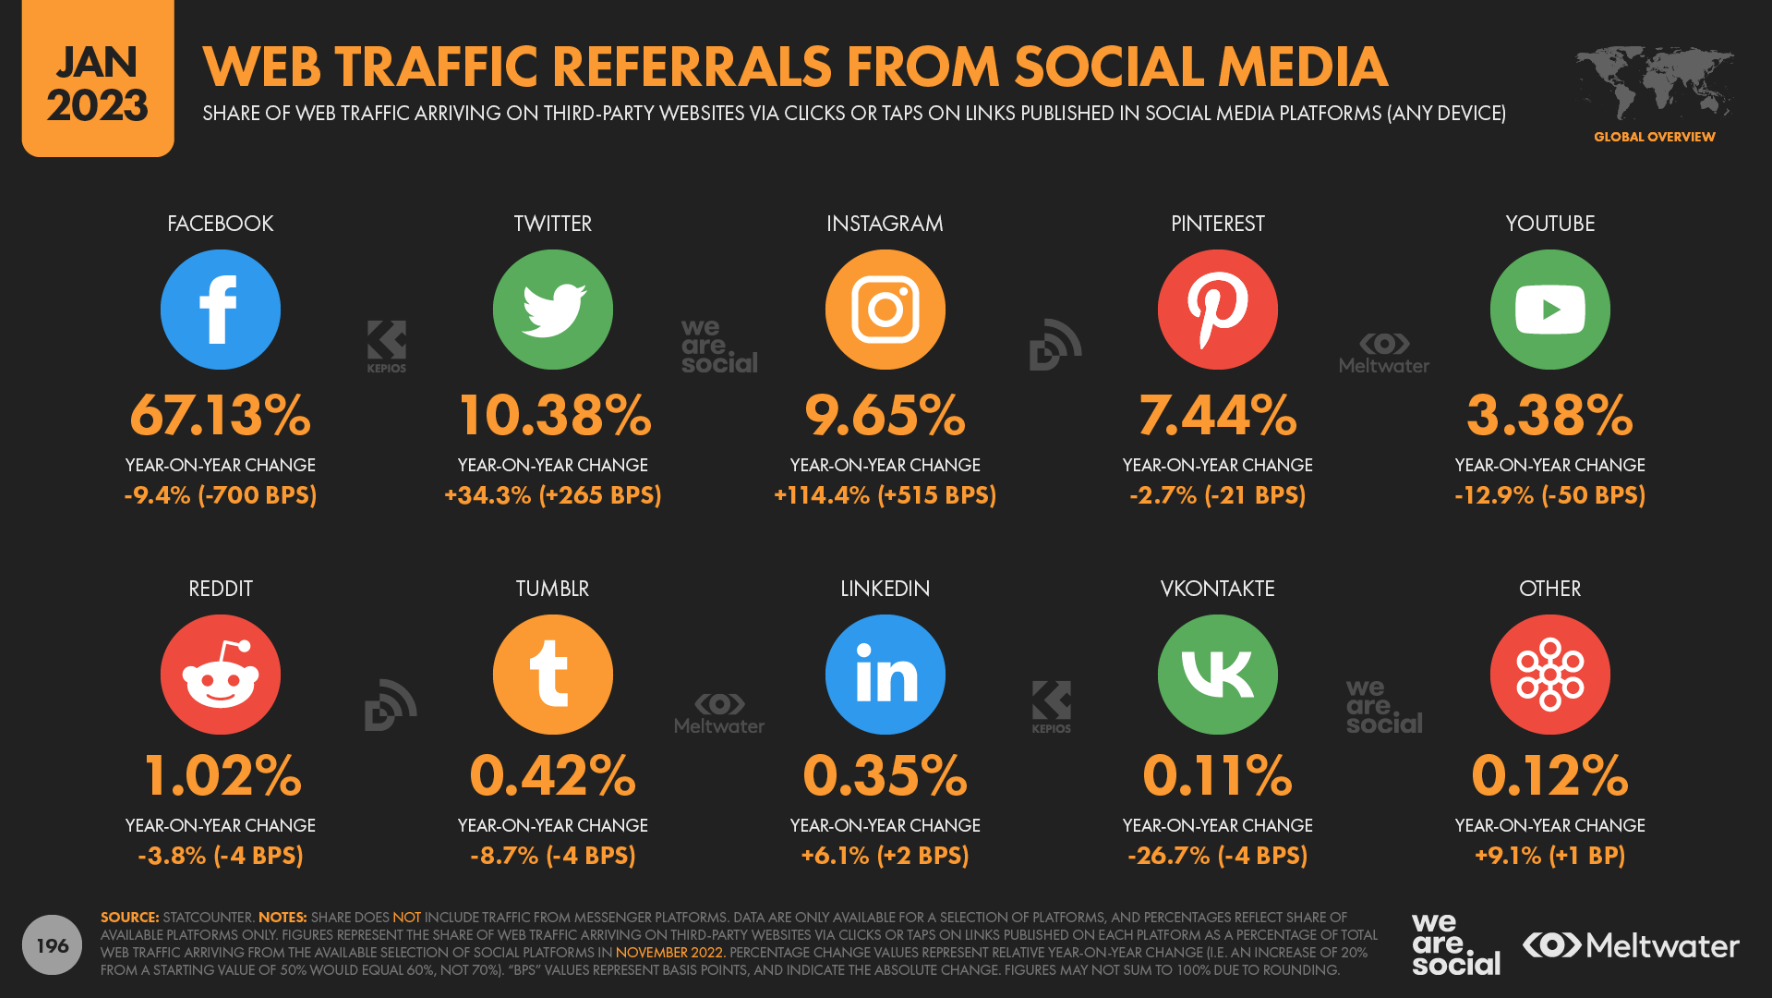 JAN
2023
WEB TRAFFIC REFERRALS FROM SOCIAL MEDIA
SHARE OF WEB TRAFFIC ARRIVING ON THIRD-PARTY WEBSITES VIA CLICKS OR TAPS ON LINKS PUBLISHED IN SOCIAL MEDIA PLATFORMS (ANY DEVICE)
GLOBAL OVERVIEW
FACEBOOK
67.13%
YEAR-ON-YEAR CHANGE
-9.4% (-700 BPS)
KEPIOS
TWITTER
10.38%
YEAR-ON-YEAR CHANGE
+34.3% (+265 BPS)
we
are.
social
INSTAGRAM
9.65%
YEAR-ON-YEAR CHANGE
+114.4% (+515 BPS)
PINTEREST
7.44%
YEAR-ON-YEAR CHANGE
-2.7% (-21 BPS)
Meltwater
YOUTUBE
3.38%
YEAR-ON-YEAR CHANGE
-12.9% (-50 BPS)
REDDIT
1.02%
YEAR-ON-YEAR CHANGE
-3.8% (-4 BPS)
TUMBLR
t
0.42%
YEAR-ON-YEAR CHANGE
-8.7% (-4 BPS)
Meltwater
LINKEDIN
in
0.35%
YEAR-ON-YEAR CHANGE
+6.1% (+2 BPS)
KEPIOS
VKONTAKTE
VK
0.11%
YEAR-ON-YEAR CHANGE
-26.7% (-4 BPS)
we
are.
social
OTHER
0.12%
YEAR-ON-YEAR CHANGE
+9.1% (+1 BP)
196
SOURCE: STATCOUNTER. NOTES: SHARE DOES NOT INCLUDE TRAFFIC FROM MESSENGER PLATFORMS. DATA ARE ONLY AVAILABLE FOR A SELECTION OF PLATFORMS, AND PERCENTAGES REFLECT SHARE OF
AVAILABLE PLATFORMS ONLY. FIGURES REPRESENT THE SHARE OF WEB TRAFFIC ARRIVING ON THIRD-PARTY WEBSITES VIA CLICKS OR TAPS ON LINKS PUBLISHED ON EACH PLATFORM AS A PERCENTAGE OF TOTAL
WEB TRAFFIC ARRIVING FROM THE AVAILABLE SELECTION OF SOCIAL PLATFORMS IN NOVEMBER 2022. PERCENTAGE CHANGE VALUES REPRESENT RELATIVE YEAR-ON-YEAR CHANGE (I.E. AN INCREASE OF 20%
FROM A STARTING VALUE OF 50% WOULD EQUAL 60%, NOT 70%). "BPS" VALUES REPRESENT BASIS POINTS, AND INDICATE THE ABSOLUTE CHANGE. FIGURES MAY NOT SUM TO 100% DUE TO ROUNDING.
we
are.
social
Meltwater